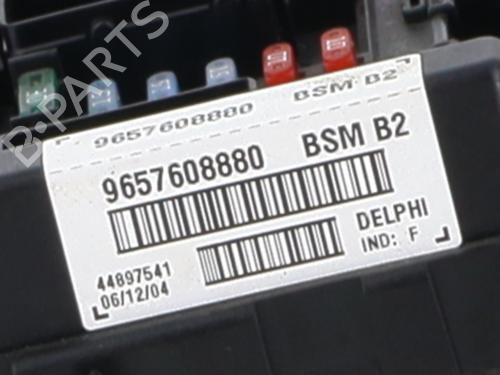 B-PARTS
9657608880 BSM B2
9657608880 BSM B2
DELPHI
44897541 IND: F
06/12/04